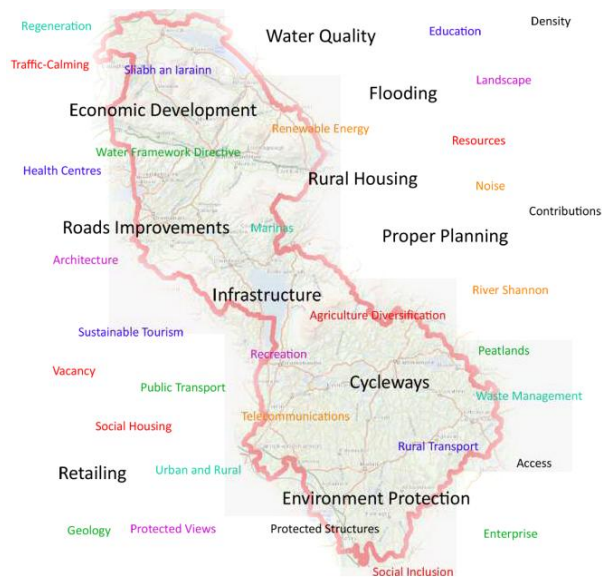 Density
Regeneration
Education
Water Quality
Traffic-Calming
Sliabh an Iarainn
Landscape
Flooding
Economic Development
Renewable Energy
Resources
Water Framework Directive
Health Centres
Rural Housing
Noise
Contributions
Roads Improvements
Marinas
Proper Planning
Architecture
Infrastructure
River Shannon
Agriculture Diversification
Sustainable Tourism
Recreation
Peatlands
Vacancy
Public Transport
Cycleways
Waste Management
Telecommunications
Social Housing
Rural Transport
Access
Retailing
Urban and Rural
Environment Protection
Geology
Protected Views
Protected Structures
Enterprise
Social Inclusion